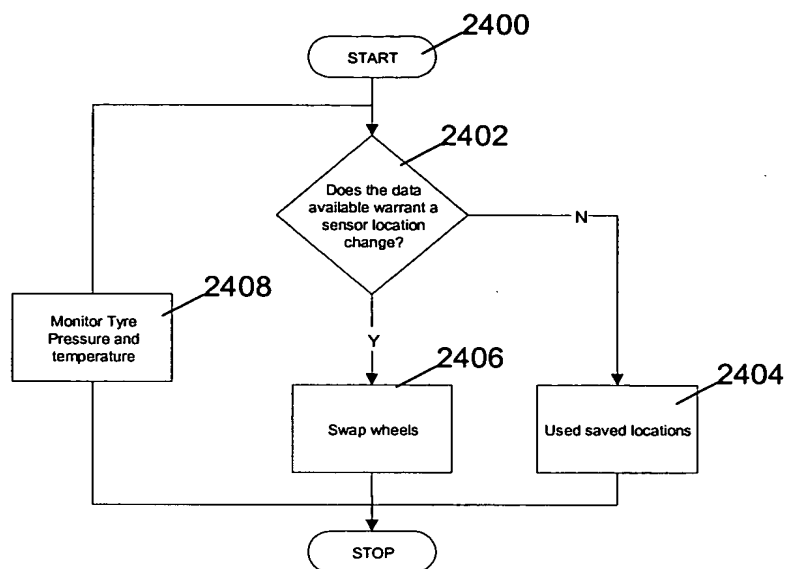 2400
START
2402
Does the data
available warrant a
sensor location
change?
N
2408
Monitor Tyre
Pressure and
temperature
Y
2406
Swap wheels
2404
Used saved locations
STOP